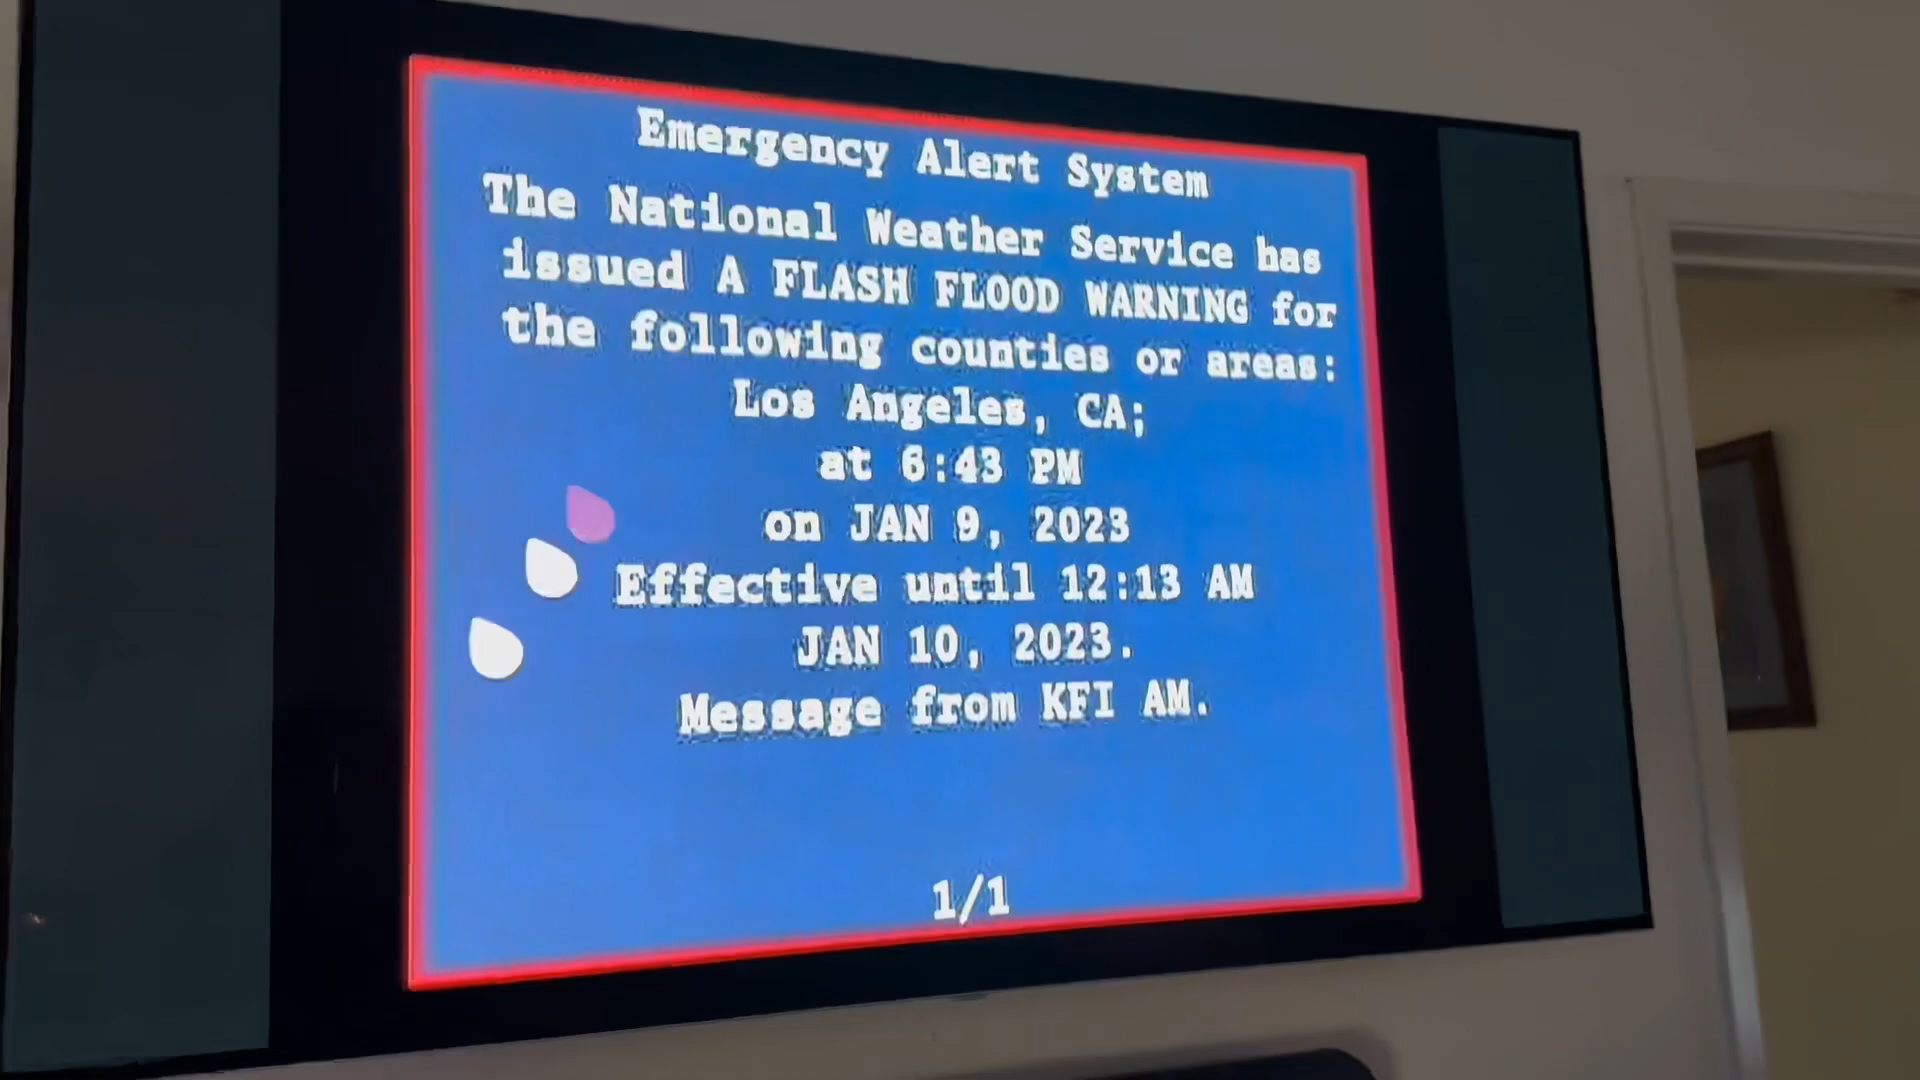 Emergency Alert System
The National Weather Service has
issued A FLASH FLOOD WARNING for
the following counties or areas:
Los Angeles, CA;
at 6:43 PM
on JAN 9, 2023
Effective until 12:13 AM
JAN 10, 2023.
Message from KFI AM.
1/1